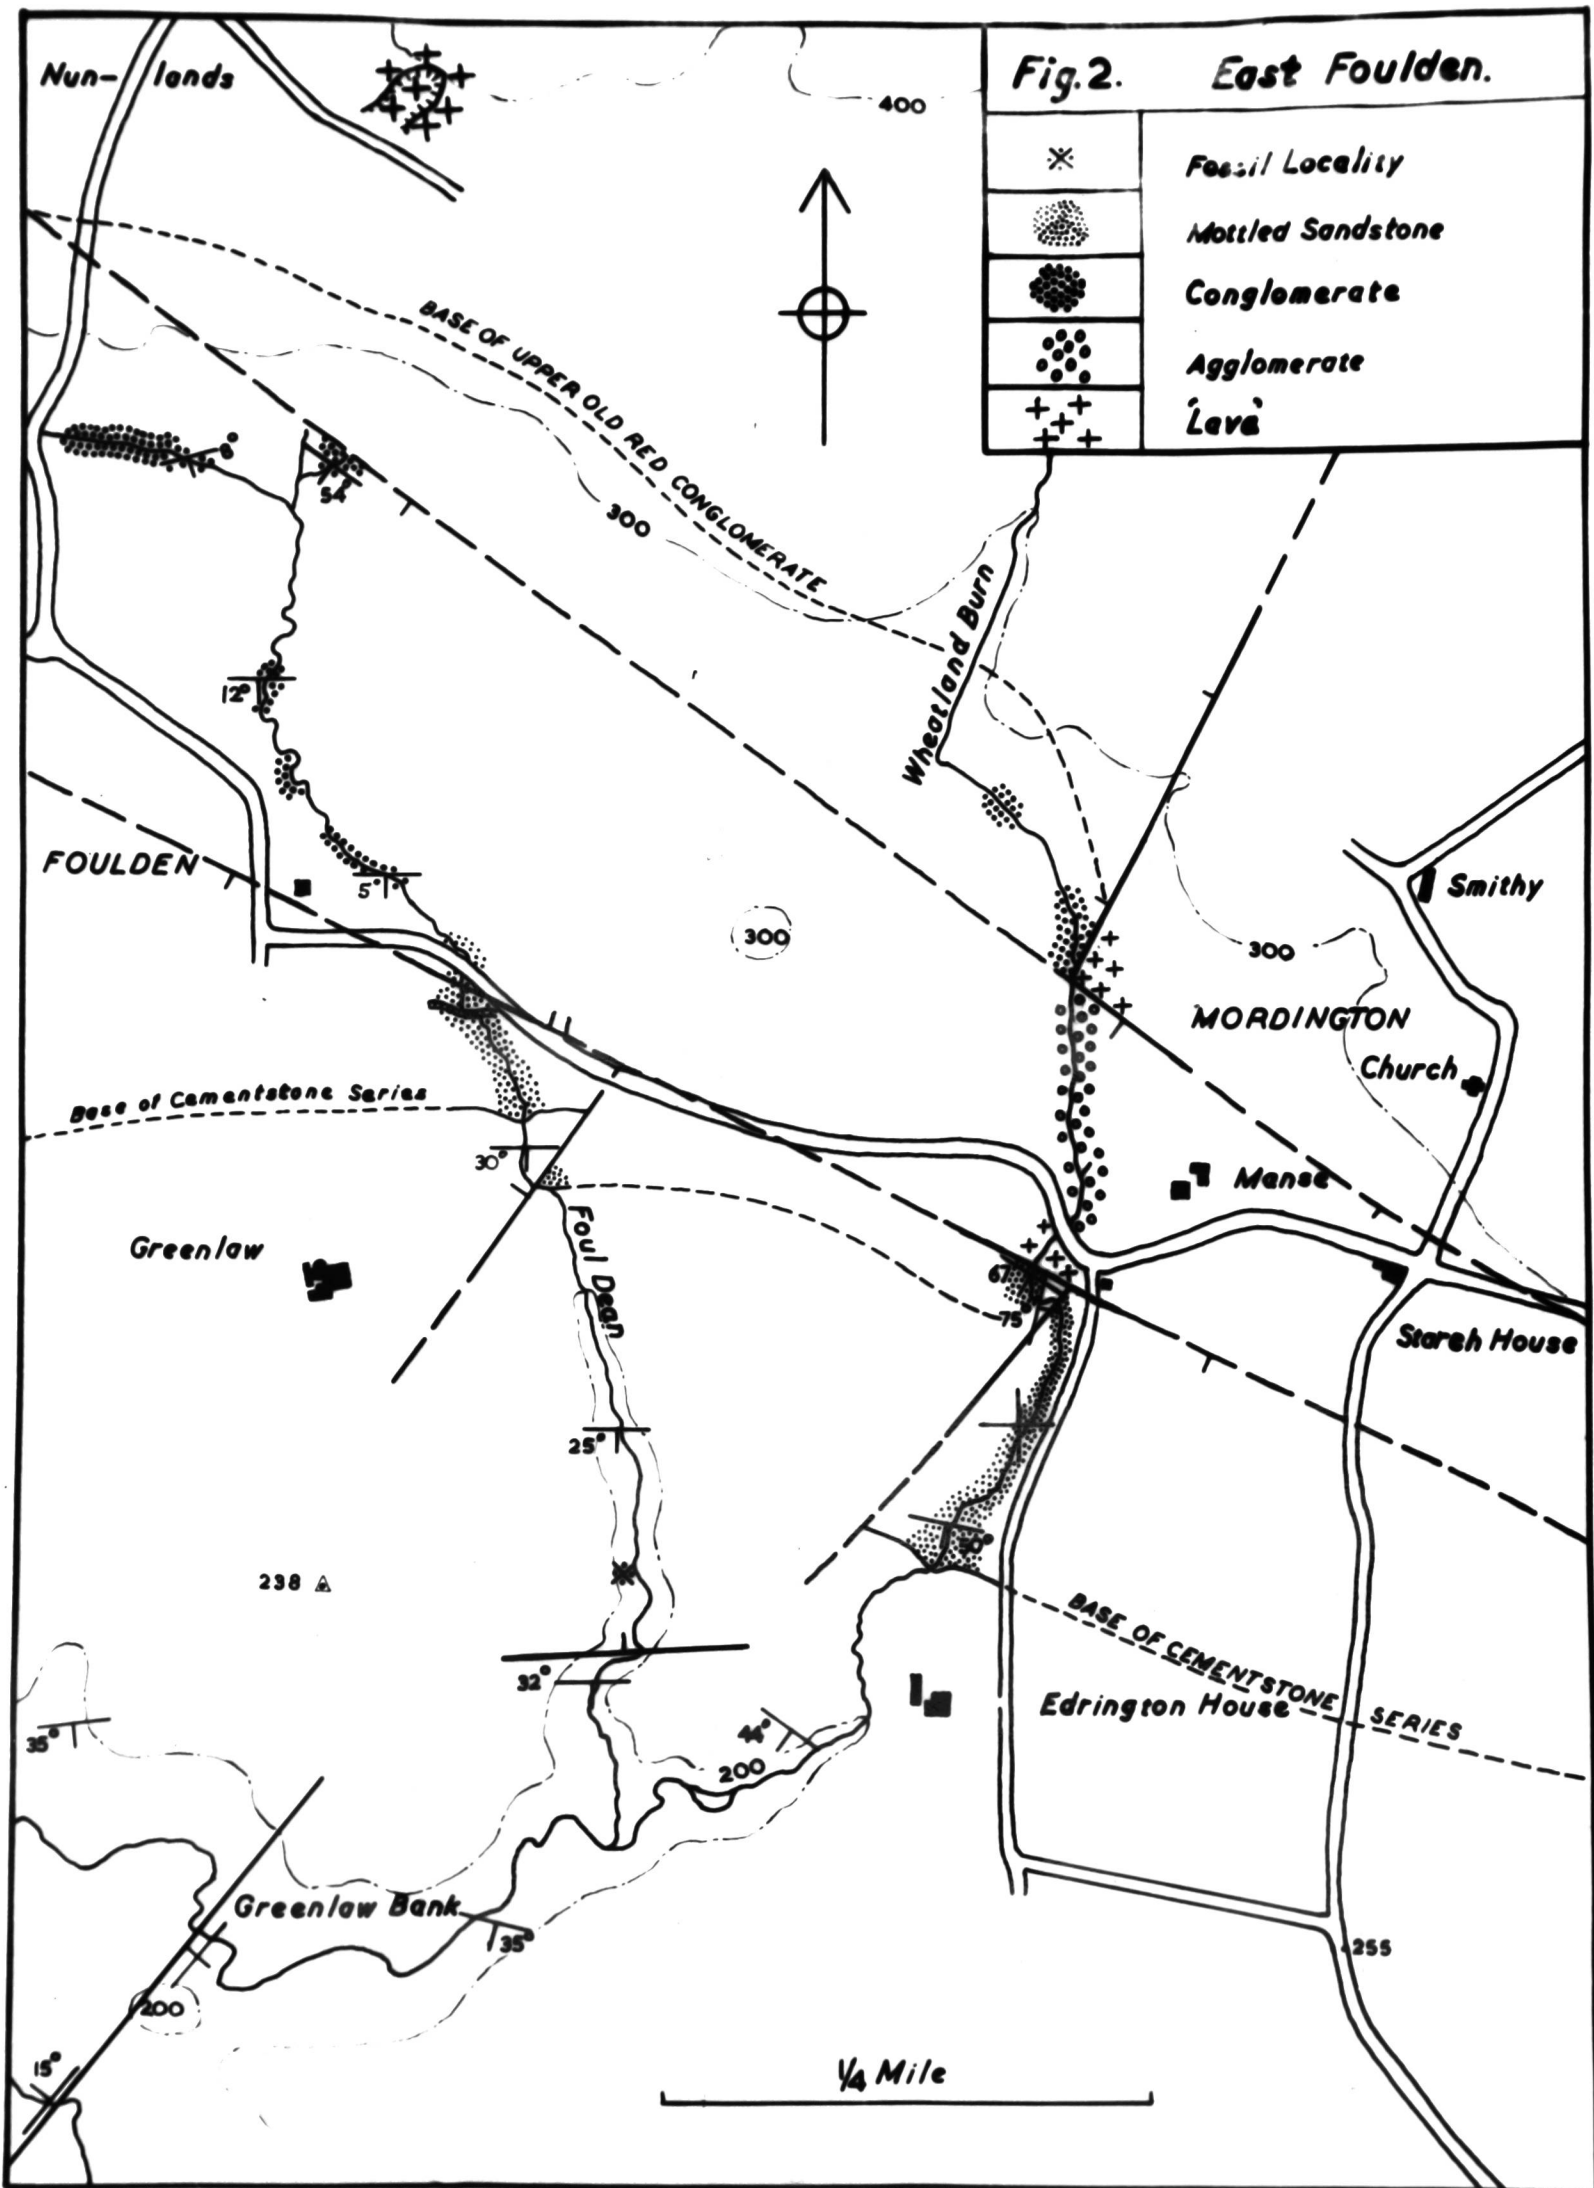 Fig.2. East Foulden.
Fossil Locality
Mottled Sandstone
Conglomerate
Agglomerate
'Lava'
Nun-lands
400
BASE OF UPPER OLD RED CONGLOMERATE
300
8°
54°
Wheatland Burn
12°
FOULDEN
5°
300
Smithy
300
MORDINGTON
Church
Base of Cementstone Series
30°
Manse
Greenlaw
Foul Dean
67°
75°
Starch House
25°
50°
238
BASE OF CEMENTSTONE SERIES
32°
Edrington House
35°
44°
200
Greenlaw Bank
35°
255
200
15°
1/4 Mile